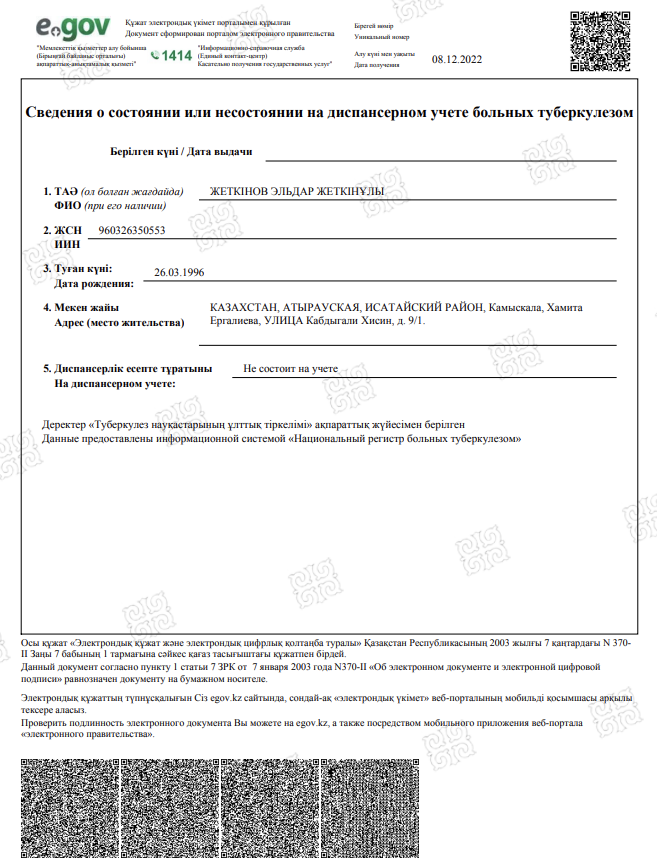 egov
Құжат электрондық үкімет порталымен құрылған
Документ сформирован порталом электронного правительства
"Мемлекеттік қызметтер алу бойынша
(Бірыңғай байланыс орталығы)
ақпараттық-анықтамалық қызметі"
1414
"Информационно-справочная служба
(Единый контакт-центр)
Касательно получения государственных услуг"
Бірегей нөмір
Уникальный номер
Алу күні мен уақыты
Дата получения
08.12.2022
Сведения о состоянии или несостоянии на диспансерном учете больных туберкулезом
Берілген күні / Дата выдачи
1. ТАӘ (ол болған жағдайда)
ФИО (при его наличии)
ЖЕТКІНОВ ЭЛЬДАР ЖЕТКІНҰЛЫ
2. ЖСН
ИИН
960326350553
3. Туған күні:
Дата рождения:
26.03.1996
4. Мекен жайы
Адрес (место жительства)
КАЗАХСТАН, АТЫРАУСКАЯ, ИСАТАЙСКИЙ РАЙОН, Камыскала, Хамита
Ергалиева, УЛИЦА Кабдыгали Хисин, д. 9/1.
5. Диспансерлік есепте тұратыны
На диспансерном учете:
Не состоит на учете
Деректер «Туберкулез науқастарының ұлттық тіркелімі» ақпараттық жүйесімен берілген
Данные предоставлены информационной системой «Национальный регистр больных туберкулезом»
Осы құжат «Электрондық құжат және электрондық цифрлық қолтаңба туралы» Қазақстан Республикасының 2003 жылғы 7 қаңтардағы N 370-
II Заңы 7 бабының 1 тармағына сәйкес қағаз тасығыштағы құжатпен бірдей.
Данный документ согласно пункту 1 статьи 7 ЗРК от 7 января 2003 года N370-II «Об электронном документе и электронной цифровой
подписи» равнозначен документу на бумажном носителе.
Электрондық құжаттың түпнұсқалығын Сіз egov.kz сайтында, сондай-ақ «электрондық үкімет» веб-порталының мобильді қосымшасы арқылы
тексере аласыз.
Проверить подлинность электронного документа Вы можете на egov.kz, а также посредством мобильного приложения веб-портала
«электронного правительства».